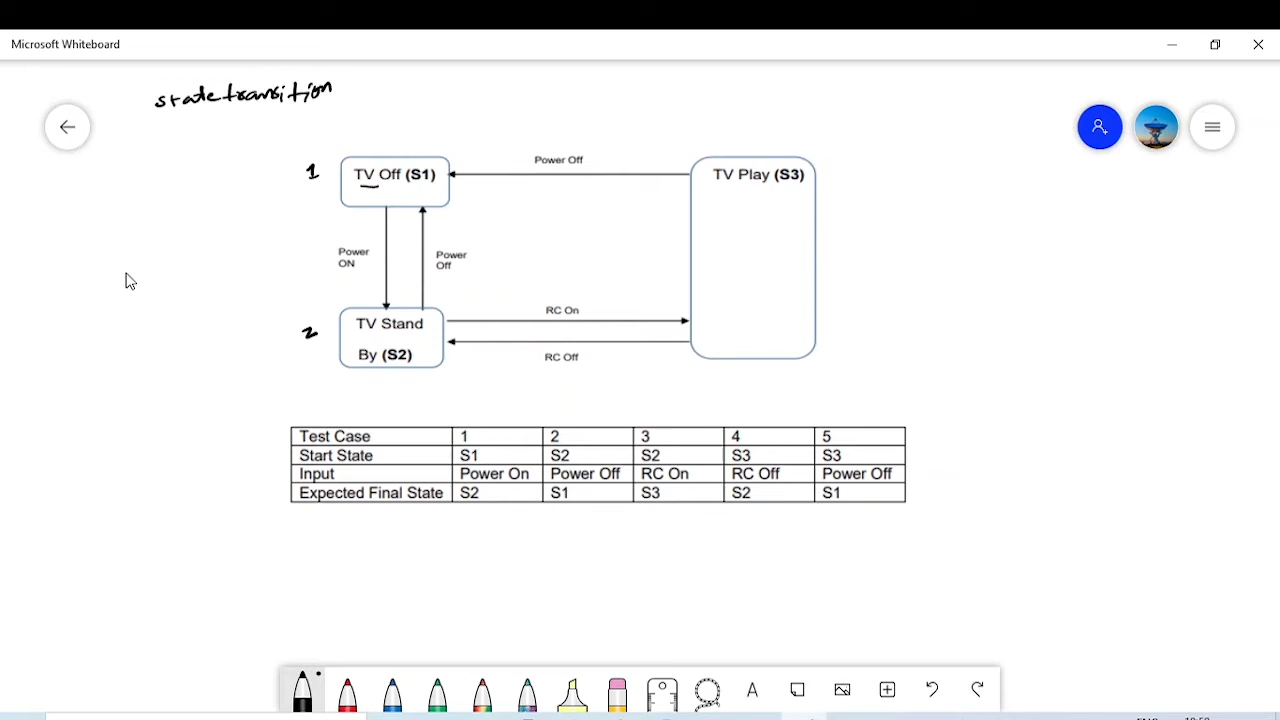 Microsoft Whiteboard
state transition
1
TV Off (S1)
Power Off
TV Play (S3)
Power
ON
Power
Off
2
TV Stand
By (S2)
RC On
RC Off
Test Case 1 2 3 4 5
Start State S1 S2 S2 S3 S3
Input Power On Power Off RC On RC Off Power Off
Expected Final State S2 S1 S3 S2 S1
A